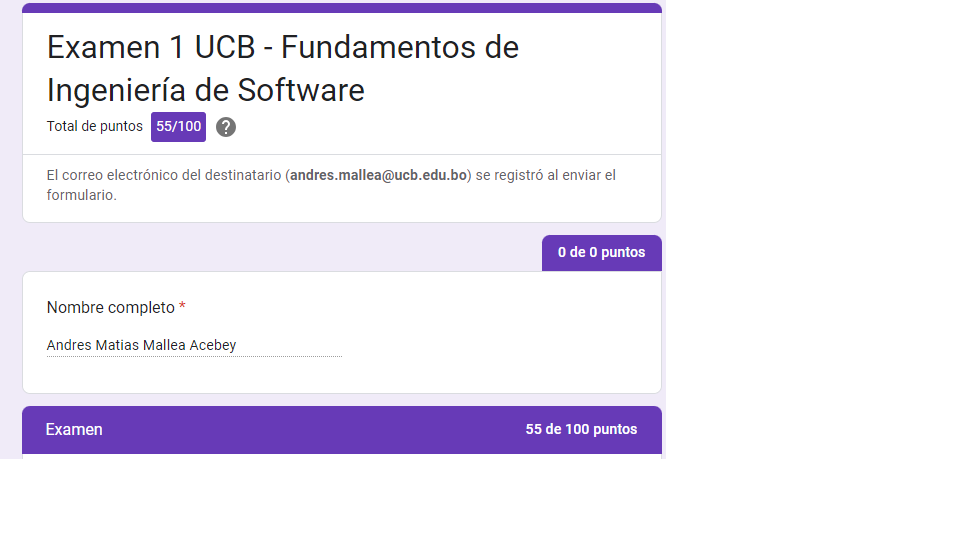 Examen 1 UCB - Fundamentos de
Ingeniería de Software
Total de puntos 55/100 ?
El correo electrónico del destinatario (andres.mallea@ucb.edu.bo) se registró al enviar el
formulario.
0 de 0 puntos
Nombre completo *
Andres Matias Mallea Acebey
Examen 55 de 100 puntos